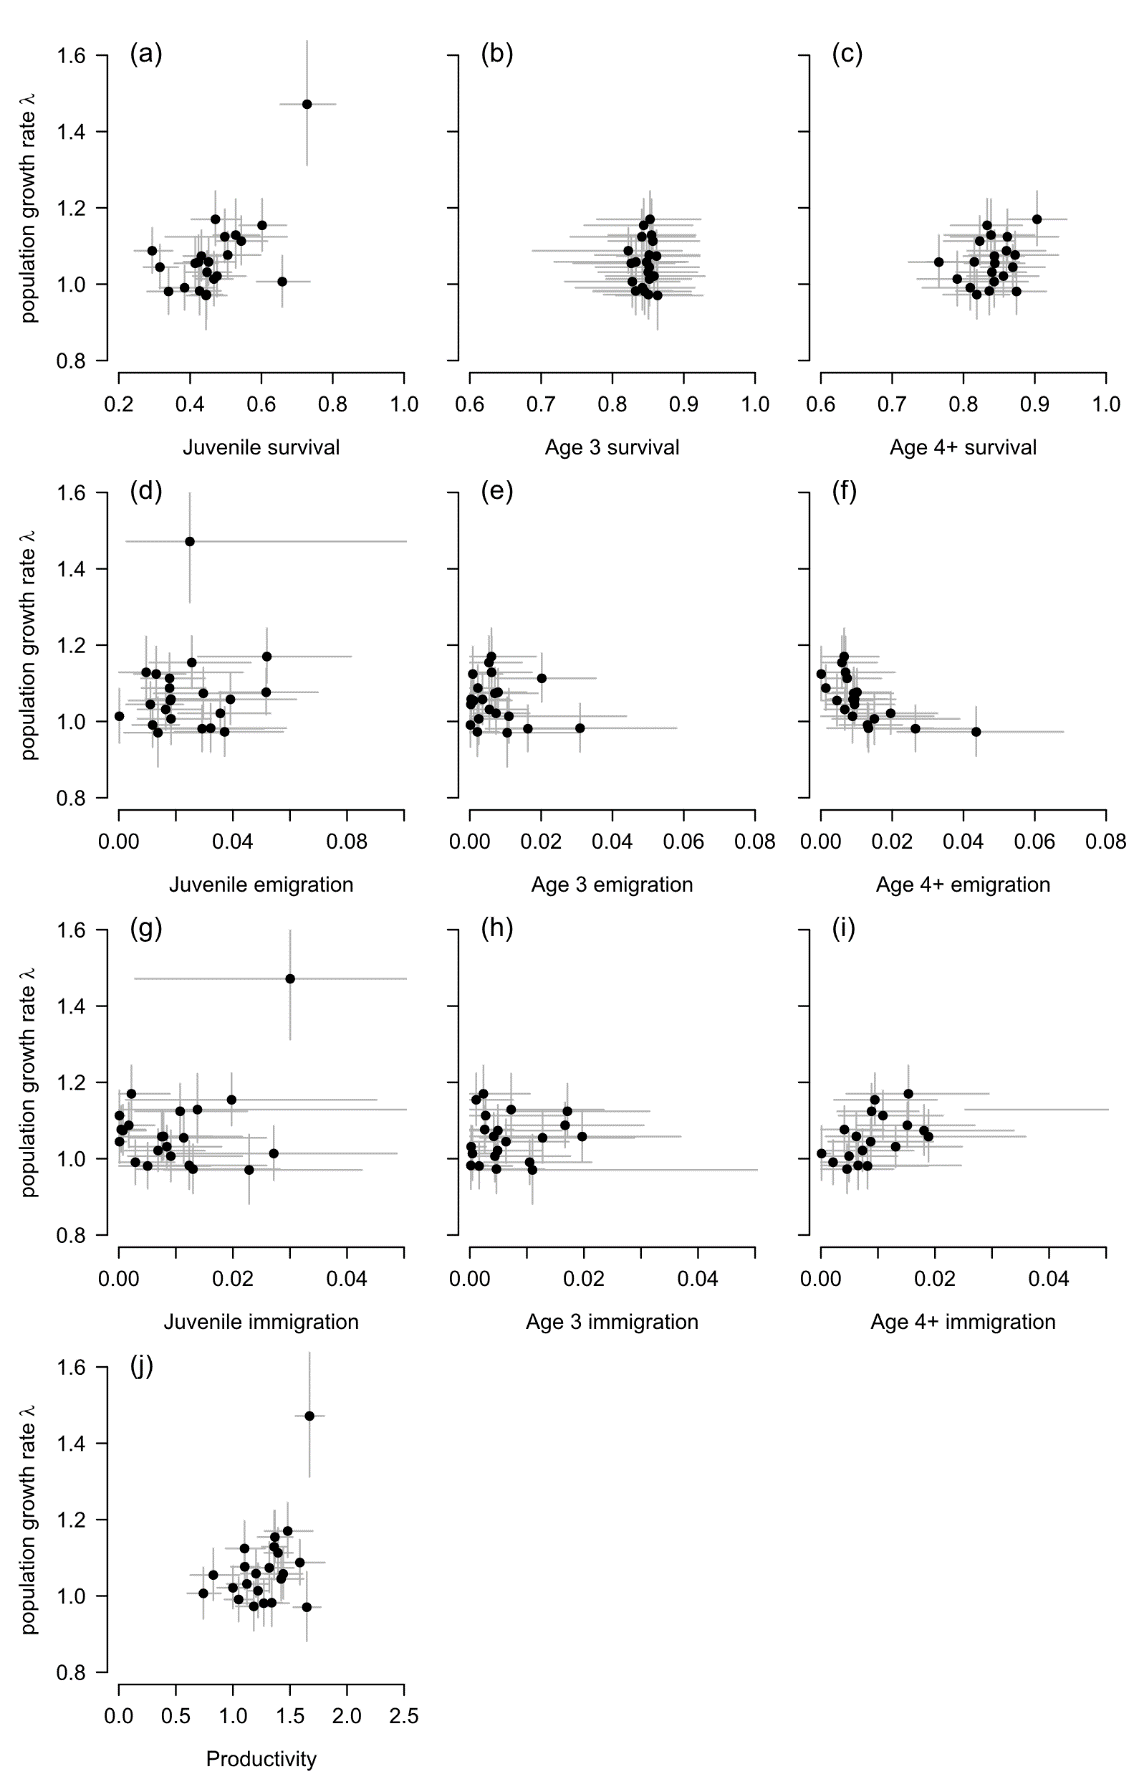 (a) (b) (c)
1.6
1.4
1.2
1.0
0.8
population growth rate λ
0.2 0.4 0.6 0.8 1.0 0.6 0.7 0.8 0.9 1.0 0.6 0.7 0.8 0.9 1.0
Juvenile survival Age 3 survival Age 4+ survival
(d) (e) (f)
1.6
1.4
1.2
1.0
0.8
population growth rate λ
0.00 0.04 0.08 0.00 0.02 0.04 0.06 0.08 0.00 0.02 0.04 0.06 0.08
Juvenile emigration Age 3 emigration Age 4+ emigration
(g) (h) (i)
1.6
1.4
1.2
1.0
0.8
population growth rate λ
0.00 0.02 0.04 0.00 0.02 0.04 0.00 0.02 0.04
Juvenile immigration Age 3 immigration Age 4+ immigration
(j)
1.6
1.4
1.2
1.0
0.8
population growth rate λ
0.0 0.5 1.0 1.5 2.0 2.5
Productivity